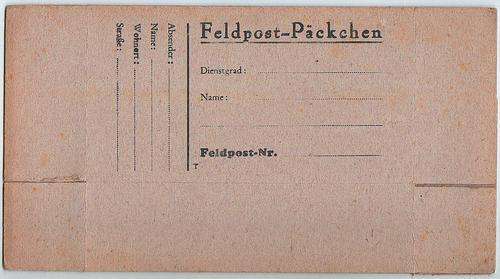 Feldpost-Päckchen
Dienstgrad:
Name:
Feldpost-Nr.
T
Absender:
Name:
Wohnort:
Straße: